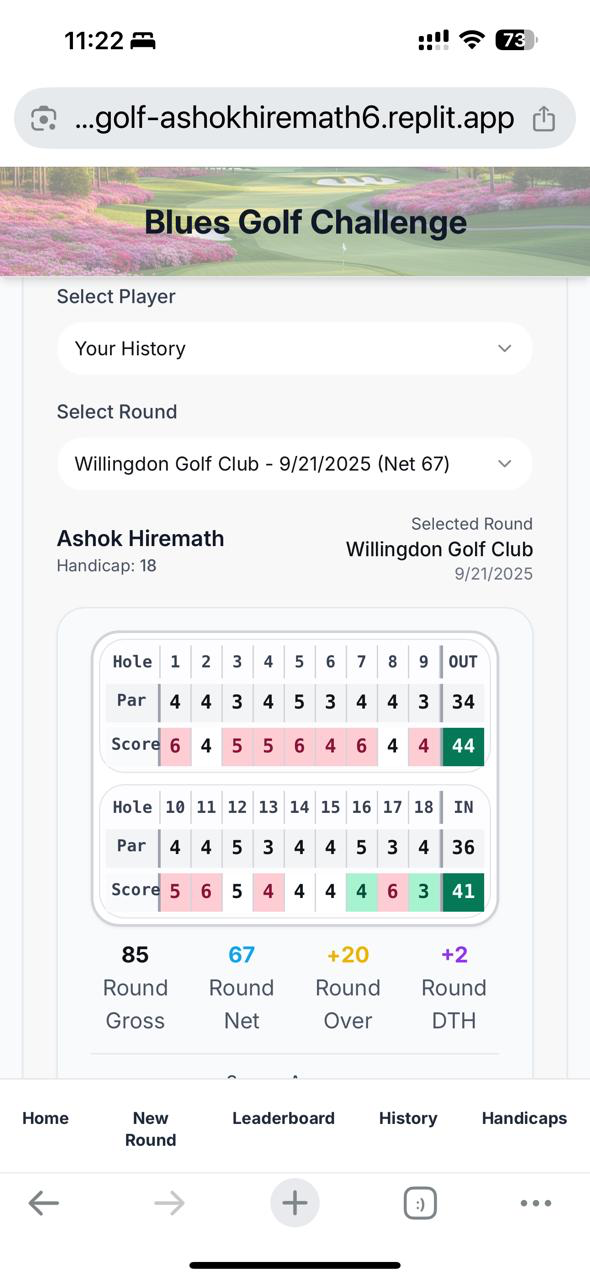 11:22
73
...golf-ashokhiremath6.replit.app
Blues Golf Challenge
Select Player
Your History
Select Round
Willingdon Golf Club - 9/21/2025 (Net 67)
Ashok Hiremath
Handicap: 18
Selected Round
Willingdon Golf Club
9/21/2025
Hole 1 2 3 4 5 6 7 8 9 OUT
Par 4 4 3 4 5 3 4 4 3 34
Score 6 4 5 5 6 4 6 4 4 44
Hole 10 11 12 13 14 15 16 17 18 IN
Par 4 4 5 3 4 4 5 3 4 36
Score 5 6 5 4 4 4 4 6 3 41
85 67 +20 +2
Round Round Round Round
Gross Net Over DTH
Home New Round Leaderboard History Handicaps
:)